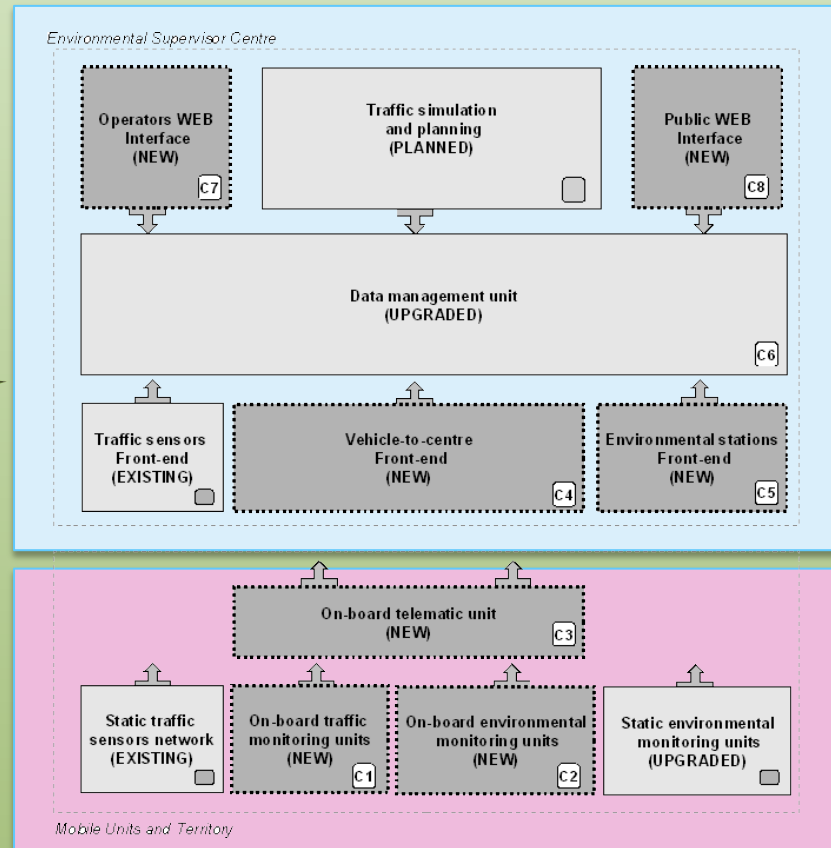 Environmental Supervisor Centre
Operators WEB
Interface
(NEW)
C7
Traffic simulation
and planning
(PLANNED)
Public WEB
Interface
(NEW)
C8
Data management unit
(UPGRADED)
C6
Traffic sensors
Front-end
(EXISTING)
Vehicle-to-centre
Front-end
(NEW)
C4
Environmental stations
Front-end
(NEW)
C5
On-board telematic unit
(NEW)
C3
Static traffic
sensors network
(EXISTING)
On-board traffic
monitoring units
(NEW)
C1
On-board environmental
monitoring units
(NEW)
C2
Static environmental
monitoring units
(UPGRADED)
Mobile Units and Territory